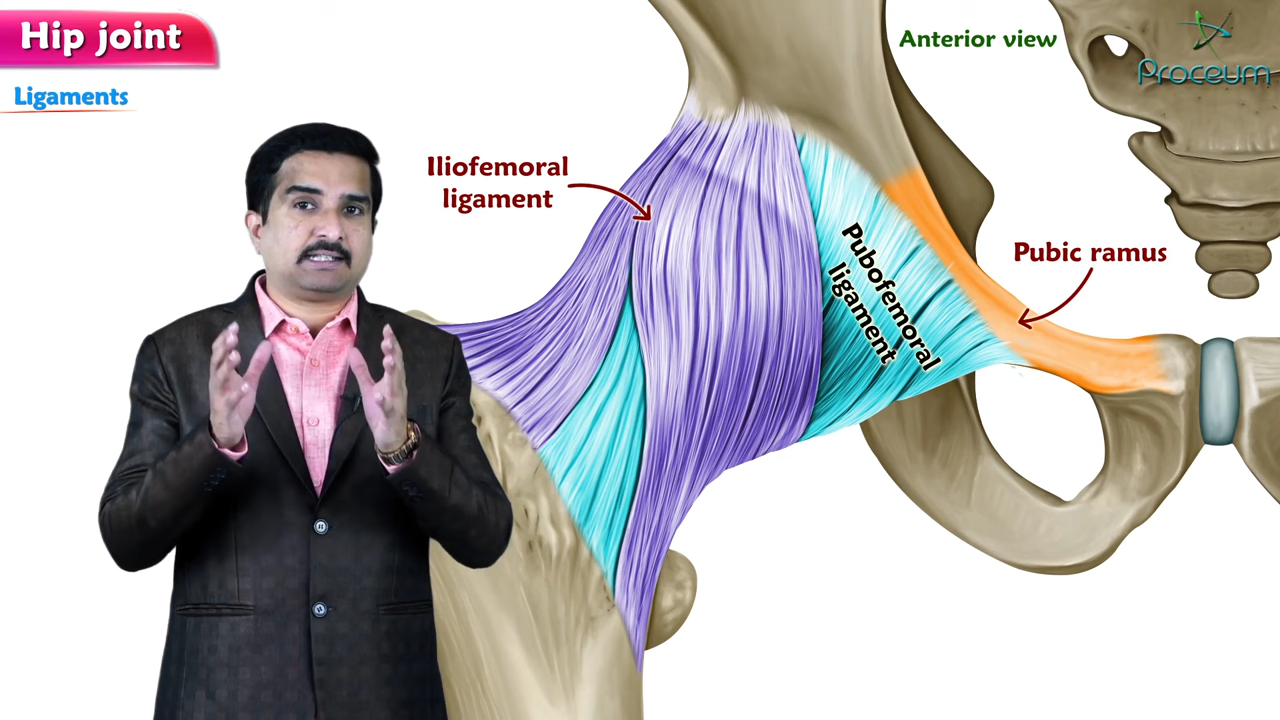 Hip joint
Ligaments
Anterior view
Proceum
Iliofemoral
ligament
Pubofemoral
ligament
Pubic ramus